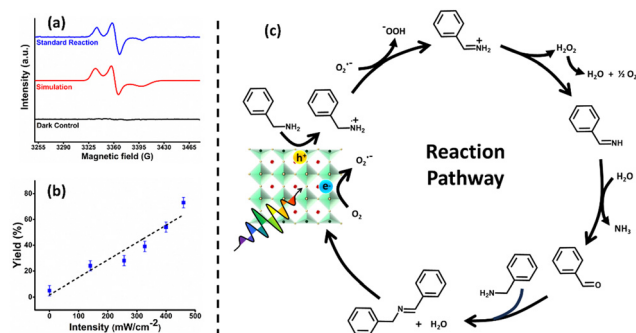 (a)
Intensity (a.u.)
Standard Reaction
Simulation
Dark Control
3255 3290 3325 3360 3395 3430 3465
Magnetic field (G)
(b)
Yield (%)
80
60
40
20
0
0 100 200 300 400 500
Intensity (mW/cm⁻²)
(c)
⁻OOH
O₂•⁻
NH₂
+
H₂O₂
H₂O + ½ O₂
NH₂
NH₂
•+
h⁺
e⁻
O₂•⁻
O₂
Reaction
Pathway
NH
H₂O
NH₃
O
H₂N
N
+ H₂O